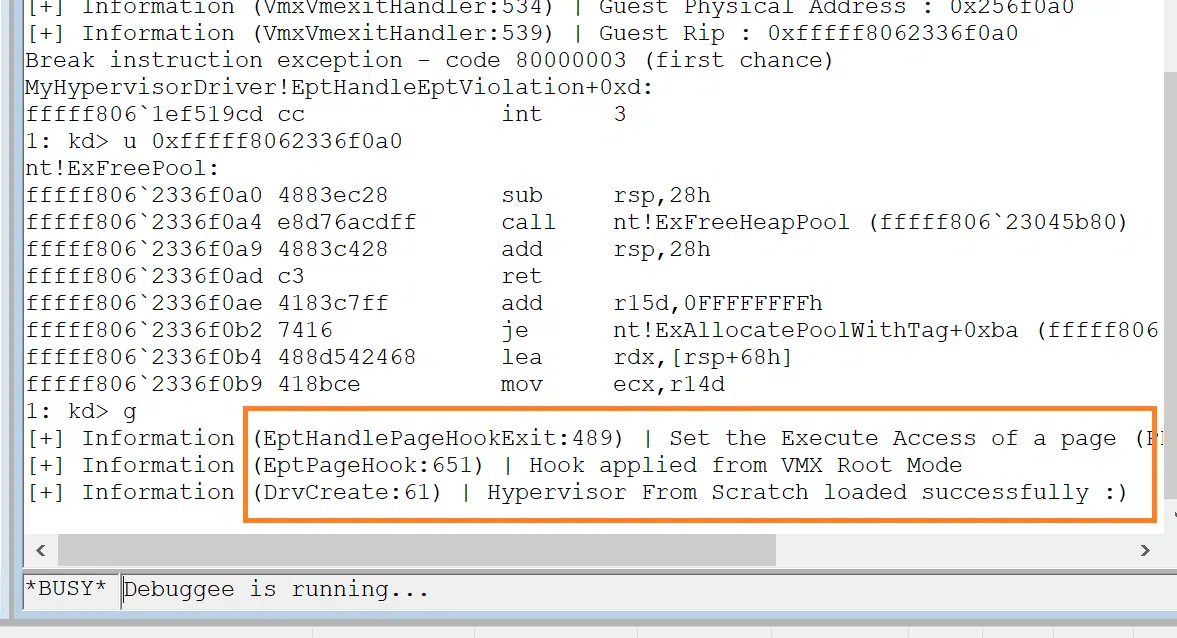 [+] Information (VmxVmexitHandler:534) | Guest Physical Address : 0x256f0a0
[+] Information (VmxVmexitHandler:539) | Guest Rip : 0xfffff8062336f0a0
Break instruction exception - code 80000003 (first chance)
MyHypervisorDriver!EptHandleEptViolation+0xd:
fffff806`1ef519cd cc              int     3
1: kd> u 0xfffff8062336f0a0
nt!ExFreePool:
fffff806`2336f0a0 4883ec28        sub     rsp,28h
fffff806`2336f0a4 e8d76acdff      call    nt!ExFreeHeapPool (fffff806`23045b80)
fffff806`2336f0a9 4883c428        add     rsp,28h
fffff806`2336f0ad c3              ret
fffff806`2336f0ae 4183c7ff        add     r15d,0FFFFFFFFh
fffff806`2336f0b2 7416            je      nt!ExAllocatePoolWithTag+0xba (fffff806
fffff806`2336f0b4 488d542468      lea     rdx,[rsp+68h]
fffff806`2336f0b9 418bce          mov     ecx,r14d
1: kd> g
[+] Information (EptHandlePageHookExit:489) | Set the Execute Access of a page
[+] Information (EptPageHook:651) | Hook applied from VMX Root Mode
[+] Information (DrvCreate:61) | Hypervisor From Scratch loaded successfully :)
*BUSY* Debuggee is running...